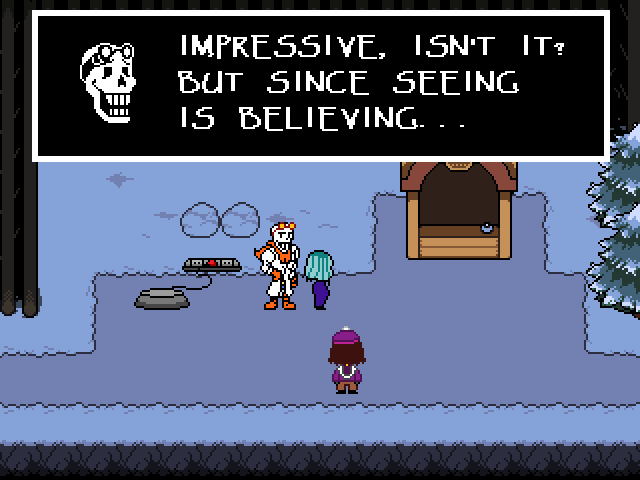 IMPRESSIVE, ISN'T IT?
BUT SINCE SEEING
IS BELIEVING...